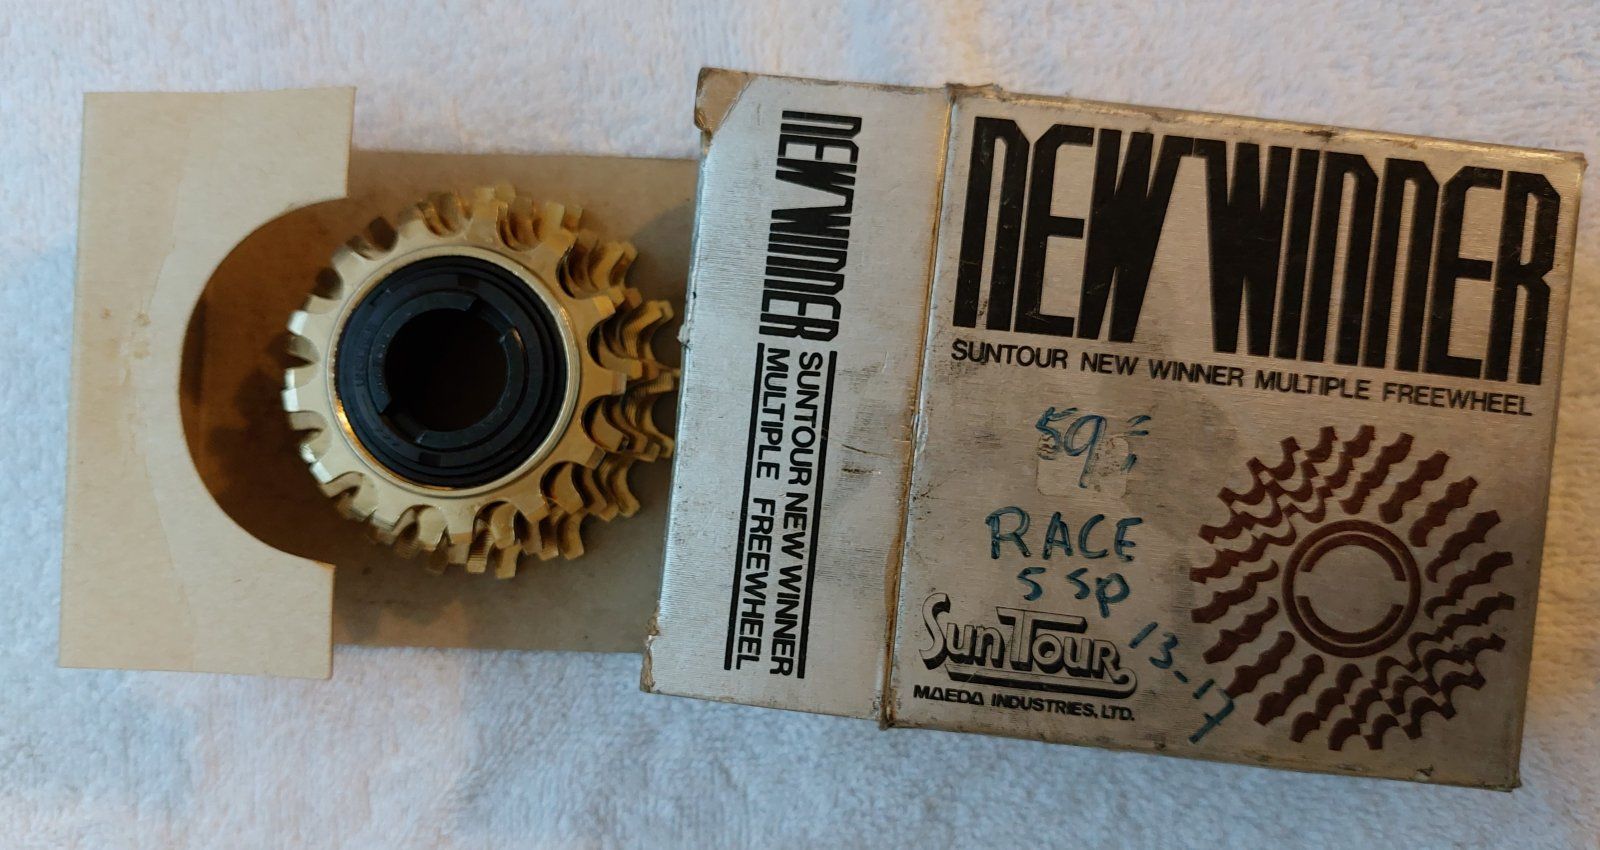 NEW WINNER
SUNTOUR NEW WINNER
MULTIPLE FREEWHEEL
NEW WINNER
SUNTOUR NEW WINNER MULTIPLE FREEWHEEL
RACE
5 SP
13-17
SUNTOUR
MAEDA INDUSTRIES, LTD.